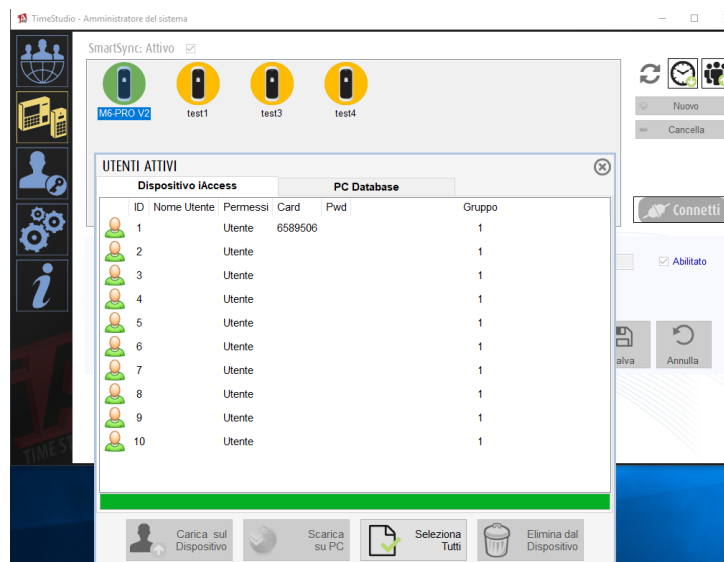 TimeStudio - Amministratore del sistema
SmartSync: Attivo
M6-PRO V2 test1 test3 test4
Nuovo
Cancella
UTENTI ATTIVI
Dispositivo iAccess PC Database
ID Nome Utente Permessi Card Pwd Gruppo
1 Utente 6589506 1
2 Utente 1
3 Utente 1
4 Utente 1
5 Utente 1
6 Utente 1
7 Utente 1
8 Utente 1
9 Utente 1
10 Utente 1
Connetti
Abilitato
alva Annulla
TIME ST
Carica sul
Dispositivo
Scarica
su PC
Seleziona
Tutti
Elimina dal
Dispositivo